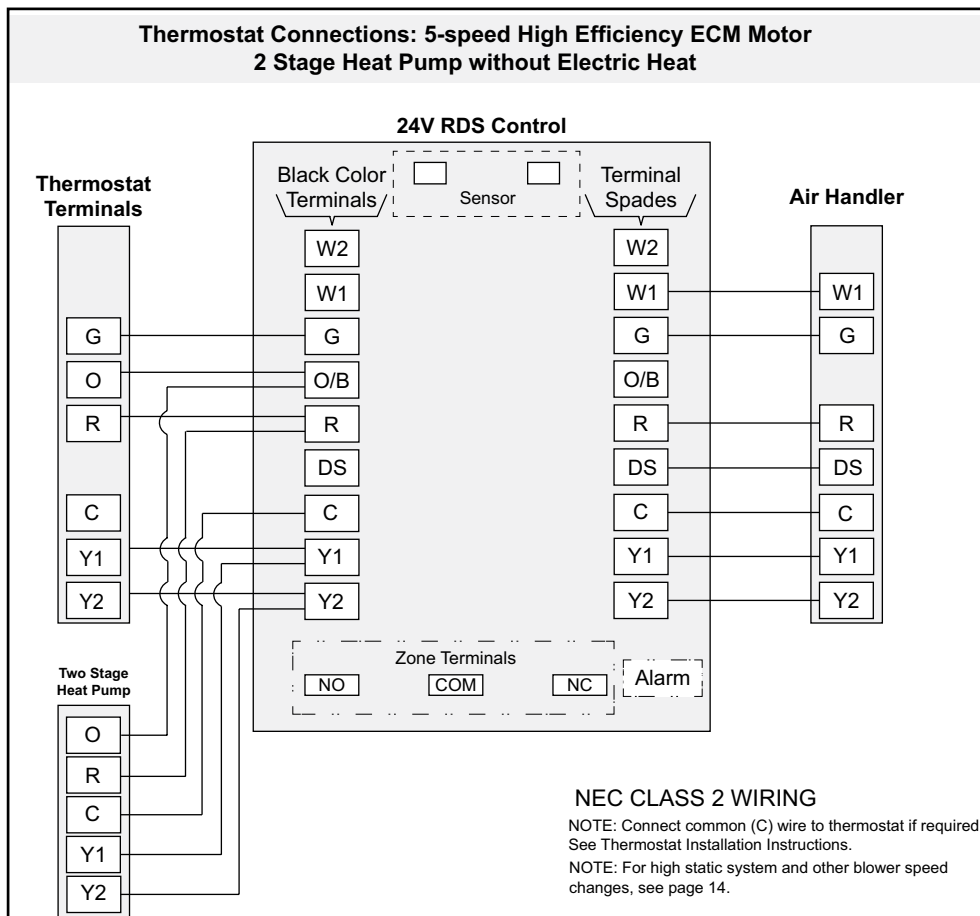 Thermostat Connections: 5-speed High Efficiency ECM Motor
2 Stage Heat Pump without Electric Heat
24V RDS Control
Thermostat
Terminals
G
O
R
C
Y1
Y2
Black Color
Terminals
W2
W1
G
O/B
R
DS
C
Y1
Y2
Sensor
Terminal
Spades
W2
W1
G
O/B
R
DS
C
Y1
Y2
Air Handler
W1
G
R
DS
C
Y1
Y2
Zone Terminals
NO
COM
NC
Alarm
Two Stage
Heat Pump
O
R
C
Y1
Y2
NEC CLASS 2 WIRING
NOTE: Connect common (C) wire to thermostat if required
See Thermostat Installation Instructions.
NOTE: For high static system and other blower speed
changes, see page 14.